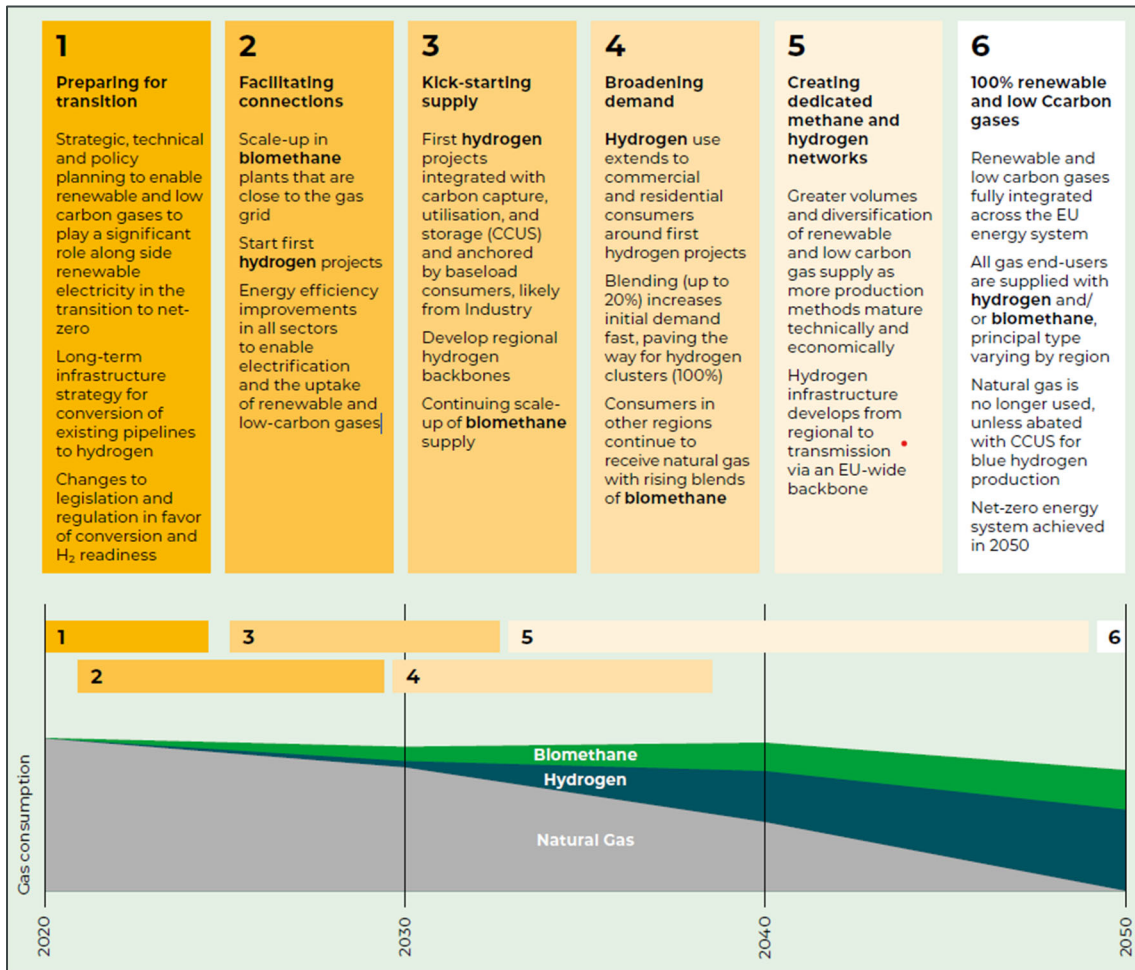 1
Preparing for
transition
Strategic, technical
and policy
planning to enable
renewable and low
carbon gases to
play a significant
role along side
renewable
electricity in the
transition to net-
zero
Long-term
infrastructure
strategy for
conversion of
existing pipelines
to hydrogen
Changes to
legislation and
regulation in favor
of conversion and
H₂ readiness
2
Facilitating
connections
Scale-up in
biomethane
plants that are
close to the gas
grid
Start first
hydrogen projects
Energy efficiency
improvements
in all sectors
to enable
electrification
and the uptake
of renewable and
low-carbon gases
3
Kick-starting
supply
First hydrogen
projects
integrated with
carbon capture,
utilisation, and
storage (CCUS)
and anchored
by baseload
consumers, likely
from Industry
Develop regional
hydrogen
backbones
Continuing scale-
up of biomethane
supply
4
Broadening
demand
Hydrogen use
extends to
commercial
and residential
consumers
around first
hydrogen projects
Blending (up to
20%) increases
initial demand
fast, paving the
way for hydrogen
clusters (100%)
Consumers in
other regions
continue to
receive natural gas
with rising blends
of biomethane
5
Creating
dedicated
methane and
hydrogen
networks
Greater volumes
and diversification
of renewable
and low carbon
gas supply as
more production
methods mature
technically and
economically
Hydrogen
infrastructure
develops from
regional to
transmission
via an EU-wide
backbone
6
100% renewable
and low Ccarbon
gases
Renewable and
low carbon gases
fully integrated
across the EU
energy system
All gas end-users
are supplied with
hydrogen and/
or biomethane,
principal type
varying by region
Natural gas is
no longer used,
unless abated
with CCUS for
blue hydrogen
production
Net-zero energy
system achieved
in 2050
1
3
5
6
2
4
Gas consumption
Biomethane
Hydrogen
Natural Gas
2020
2030
2040
2050